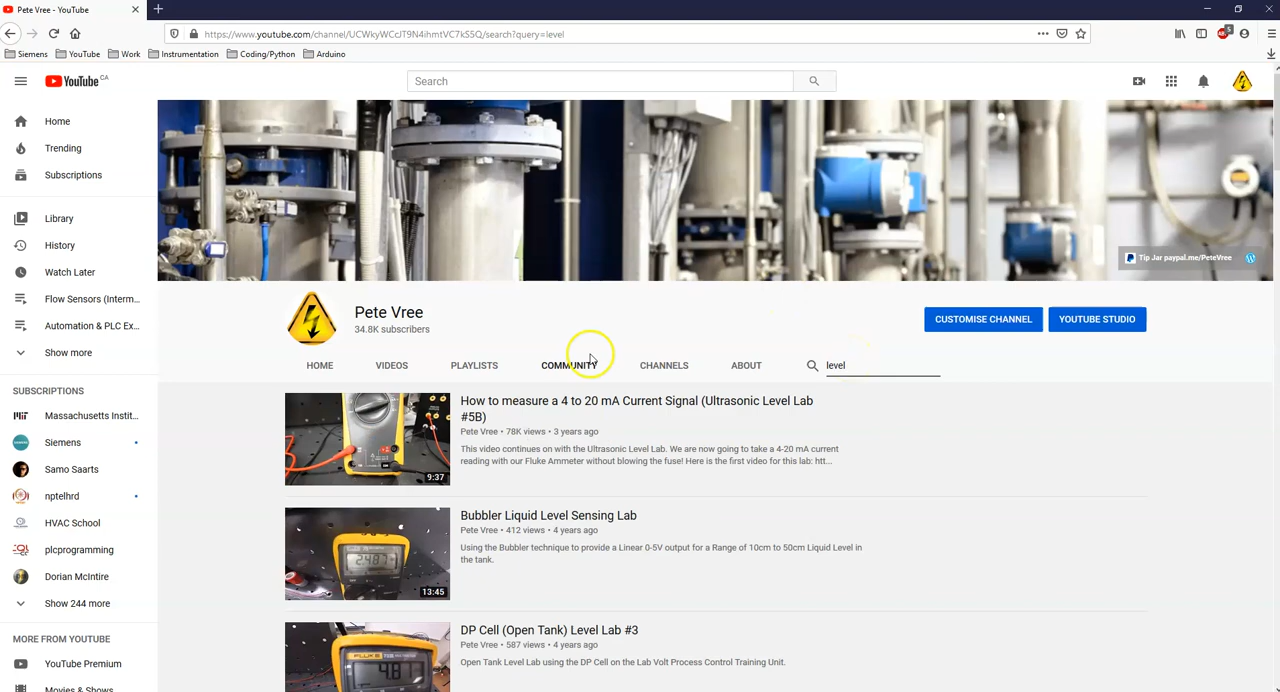 Pete Vree - YouTube
https://www.youtube.com/channel/UCWkyWCcJT9N4ihmtVC7kS5Q/search?query=level
Siemens YouTube Work Instrumentation Coding/Python Arduino
YouTube CA
Search
Home
Trending
Subscriptions
Library
History
Watch Later
Flow Sensors (Interm...
Automation & PLC Ex...
Show more
SUBSCRIPTIONS
Massachusetts Instit...
Siemens
Samo Saarts
nptelhrd
HVAC School
plcprogramming
Dorian McIntire
Show 244 more
MORE FROM YOUTUBE
YouTube Premium
Movies & Shows
Tip Jar paypal.me/PeteVree
Pete Vree
34.8K subscribers
CUSTOMISE CHANNEL YOUTUBE STUDIO
HOME VIDEOS PLAYLISTS COMMUNITY CHANNELS ABOUT level
How to measure a 4 to 20 mA Current Signal (Ultrasonic Level Lab
#5B)
Pete Vree • 78K views • 3 years ago
This video continues on with the Ultrasonic Level Lab. We are now going to take a 4-20 mA current
reading with our Fluke Ammeter without blowing the fuse! Here is the first video for this lab: htt...
9:37
Bubbler Liquid Level Sensing Lab
Pete Vree • 412 views • 4 years ago
Using the Bubbler technique to provide a Linear 0-5V output for a Range of 10cm to 50cm Liquid Level in
the tank.
13:45
DP Cell (Open Tank) Level Lab #3
Pete Vree • 587 views • 4 years ago
Open Tank Level Lab using the DP Cell on the Lab Volt Process Control Training Unit.
FLUKE